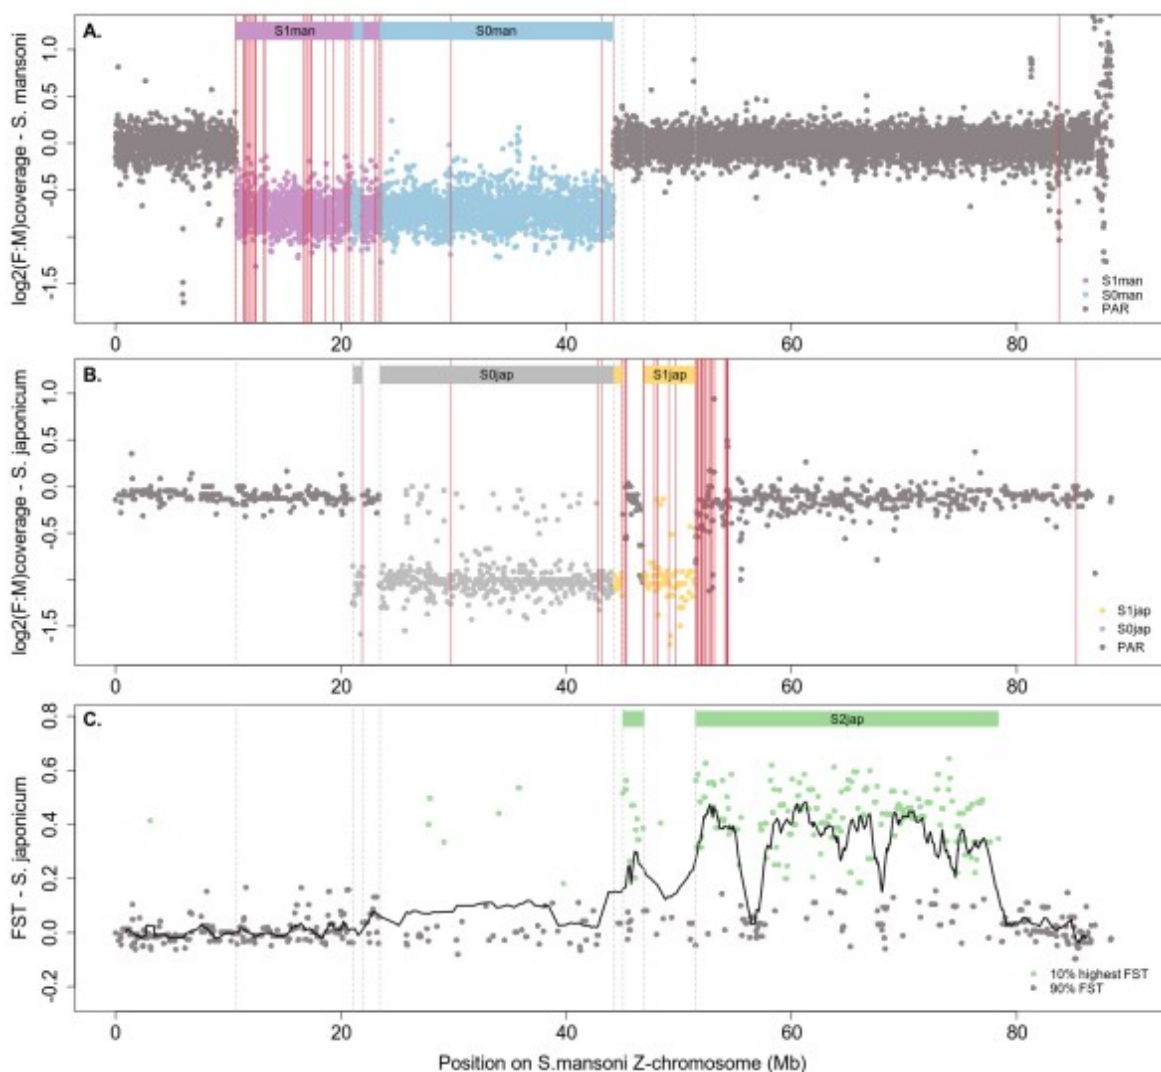 A.
S1man
S0man
log2(F:M)coverage - S. mansoni
1.0
0.5
0.0
-0.5
-1.5
S1man
S0man
PAR
0 20 40 60 80
B.
S0jap
S1jap
log2(F:M)coverage - S. japonicum
1.0
0.5
0.0
-0.5
-1.5
S1jap
S0jap
PAR
0 20 40 60 80
C.
S2jap
FST - S. japonicum
0.8
0.6
0.4
0.2
0.0
-0.2
10% highest FST
90% FST
0 20 40 60 80
Position on S.mansoni Z-chromosome (Mb)